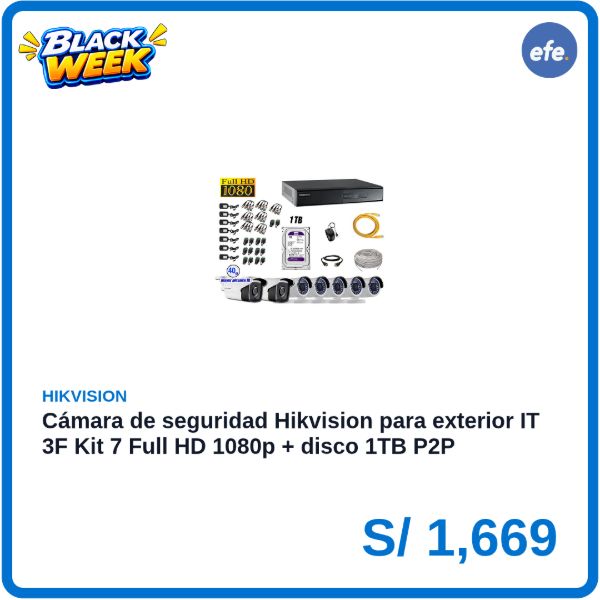 BLACK
WEEK
efe.
Full HD
1080
1TB
40
HIKVISION
Cámara de seguridad Hikvision para exterior IT
3F Kit 7 Full HD 1080p + disco 1TB P2P
S/ 1,669